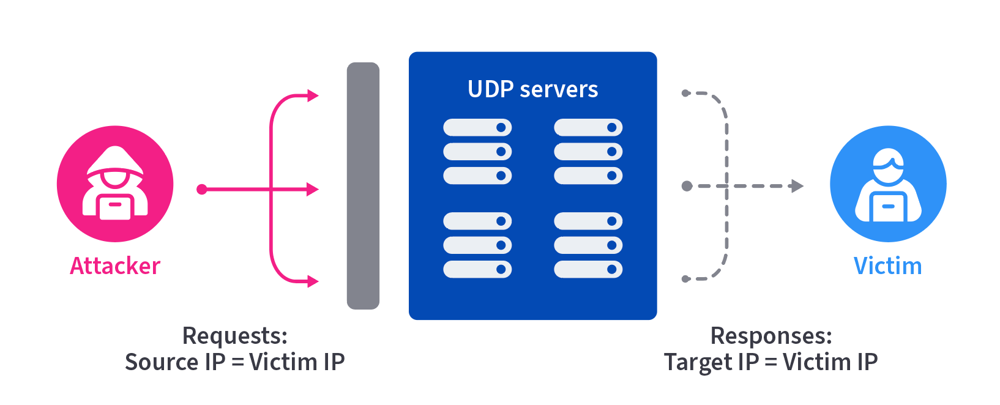 UDP servers
Attacker
Victim
Requests:
Source IP = Victim IP
Responses:
Target IP = Victim IP